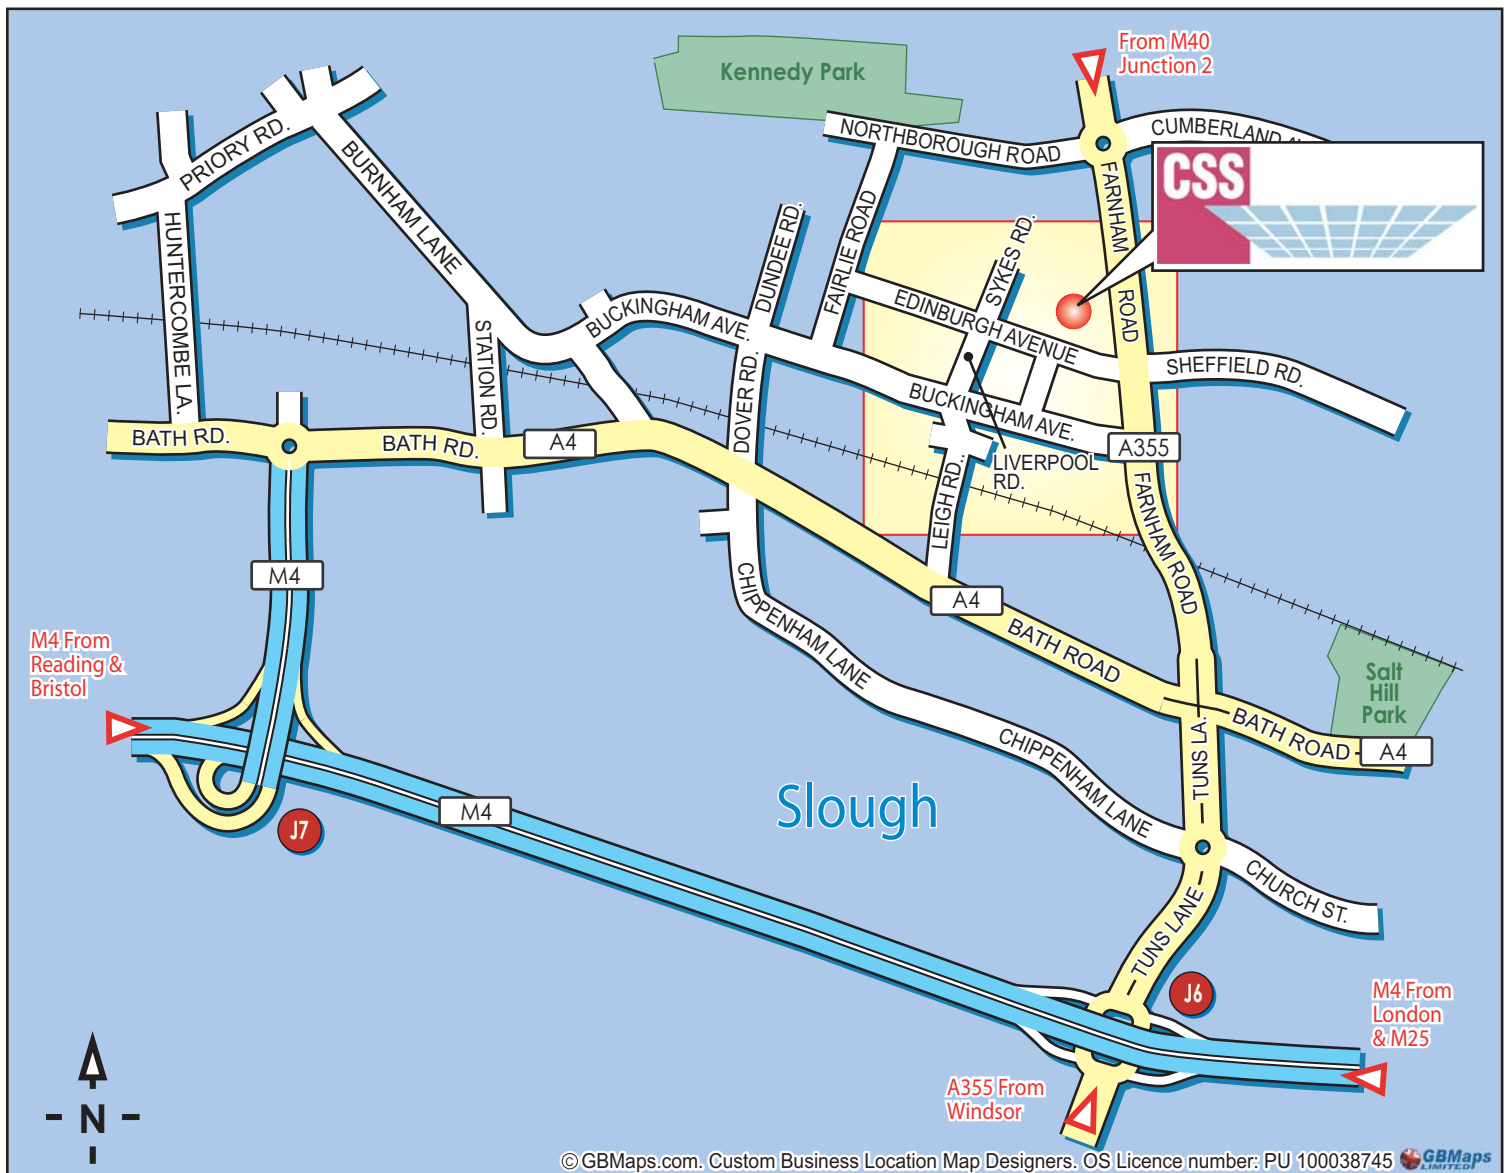 From M40
Junction 2
Kennedy Park
NORTHBOROUGH ROAD
CUMBERLAND
CSS
PRIORY RD.
BURNHAM LANE
HUNTERCOMBE LA.
DUNDEE RD.
FAIRLIE ROAD
SYKES RD.
FARNHAM
ROAD
EDINBURGH AVENUE
BUCKINGHAM AVE.
STATION RD.
SHEFFIELD RD.
DOVER RD.
BUCKINGHAM AVE.
BATH RD.
BATH RD.
A4
A355
LIVERPOOL
RD.
LEIGH RD.
FARNHAM ROAD
M4
A4
CHIPPENHAM LANE
BATH ROAD
M4 From
Reading &
Bristol
Salt
Hill
Park
BATH ROAD
A4
TUNS LA.
CHIPPENHAM LANE
M4
Slough
J7
CHURCH ST.
TUNS LANE
J6
M4 From
London
& M25
A355 From
Windsor
N
© GBMaps.com. Custom Business Location Map Designers. OS Licence number: PU 100038745
GBMaps
LIMITED